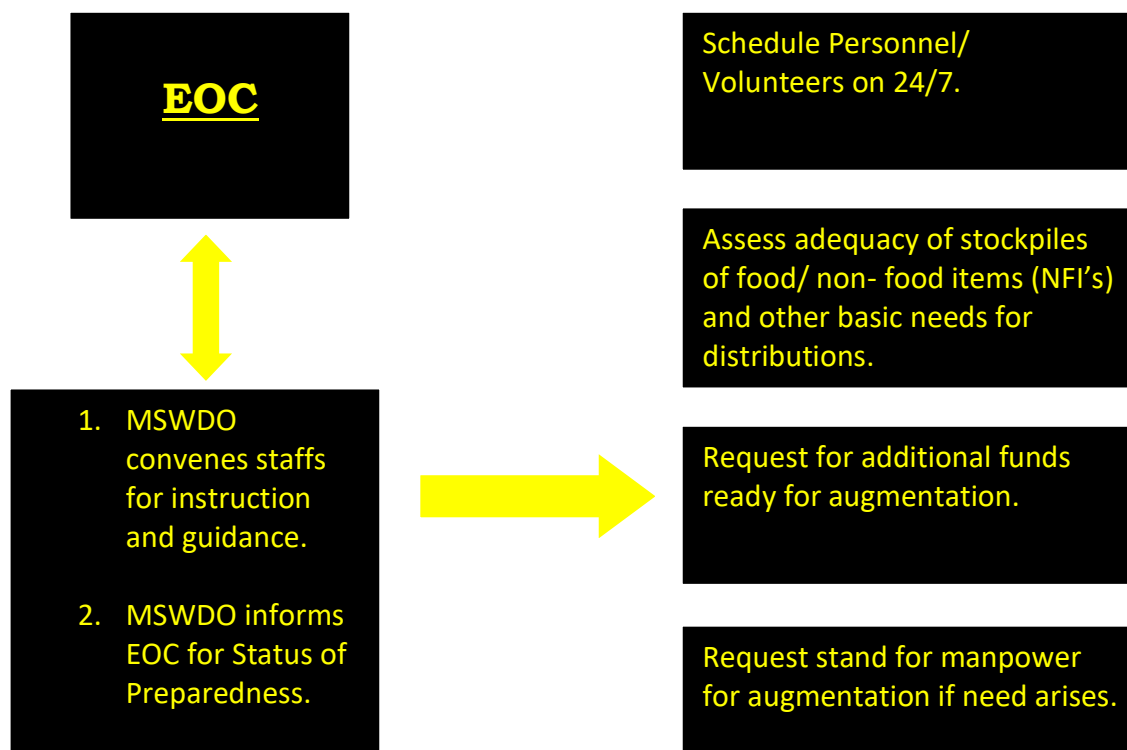 EOC
1. MSWDO
convenes staffs
for instruction
and guidance.
2. MSWDO informs
EOC for Status of
Preparedness.
Schedule Personnel/
Volunteers on 24/7.
Assess adequacy of stockpiles
of food/ non- food items (NFI’s)
and other basic needs for
distributions.
Request for additional funds
ready for augmentation.
Request stand for manpower
for augmentation if need arises.